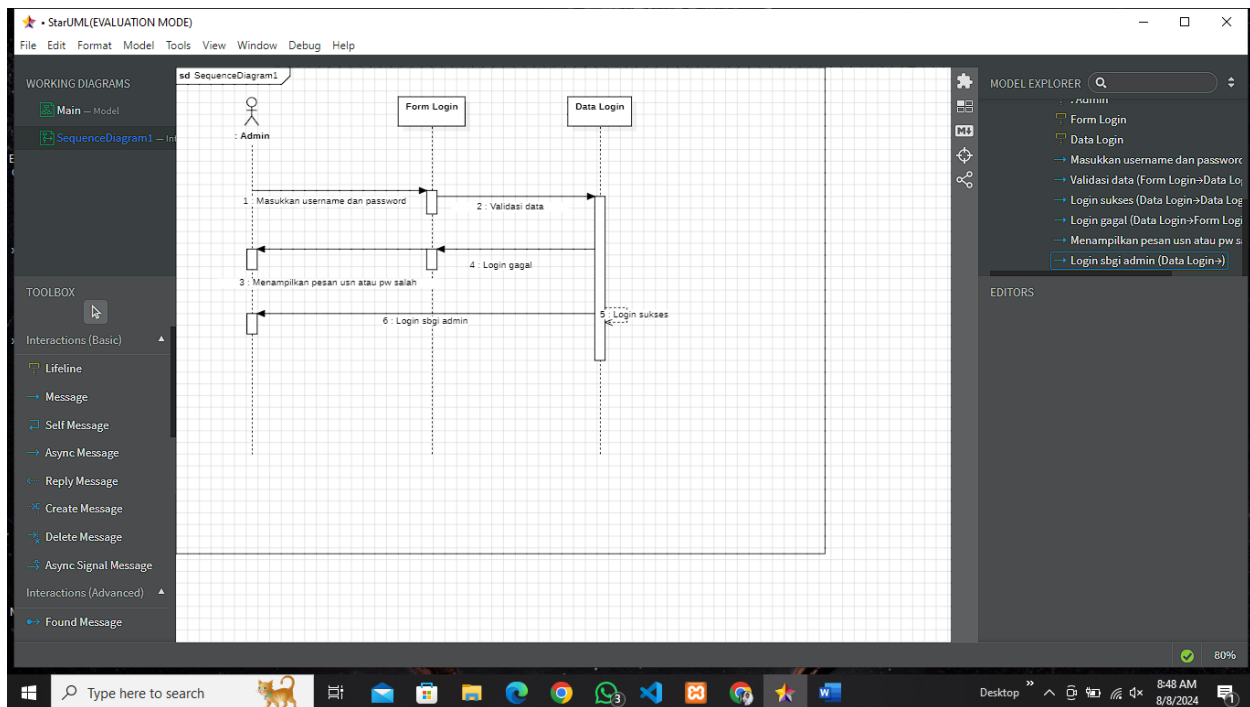 • StarUML(EVALUATION MODE)
File Edit Format Model Tools View Window Debug Help
WORKING DIAGRAMS
Main — Model
SequenceDiagram1 — Int
sd SequenceDiagram1
: Admin
Form Login
Data Login
1 : Masukkan username dan password
2 : Validasi data
4 : Login gagal
3 : Menampilkan pesan usn atau pw salah
5 : Login sukses
6 : Login sbgi admin
TOOLBOX
Interactions (Basic)
Lifeline
Message
Self Message
Async Message
Reply Message
Create Message
Delete Message
Async Signal Message
Interactions (Advanced)
Found Message
M
MODEL EXPLORER
: Admin
Form Login
Data Login
Masukkan username dan password
Validasi data (Form Login→Data Log
Login sukses (Data Login→Data Log
Login gagal (Data Login→Form Logi
Menampilkan pesan usn atau pw s
Login sbgi admin (Data Login→)
EDITORS
80%
Type here to search
3
Desktop
8:48 AM
8/8/2024
1